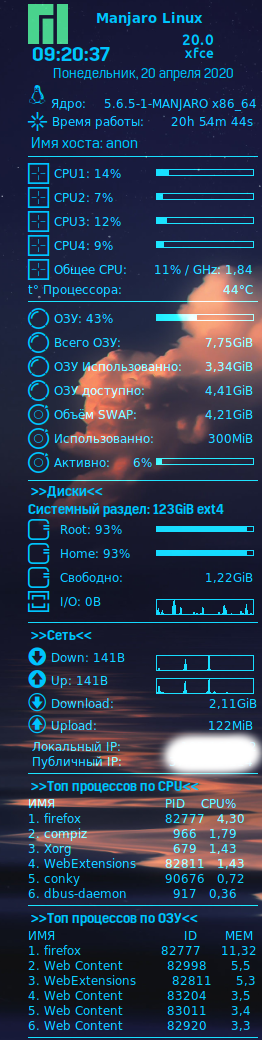 Manjaro Linux
09:20:37
20.0
xfce
Понедельник, 20 апреля 2020
Ядро: 5.6.5-1-MANJARO x86_64
Время работы: 20h 54m 44s
Имя хоста: anon
CPU1: 14%
CPU2: 7%
CPU3: 12%
CPU4: 9%
Общее CPU: 11% / GHz: 1,84
t° Процессора: 44°C
ОЗУ: 43%
Всего ОЗУ: 7,75GiB
ОЗУ Использованно: 3,34GiB
ОЗУ доступно: 4,41GiB
Объём SWAP: 4,21GiB
Использованно: 300MiB
Активно: 6%
>>Диски<<
Системный раздел: 123GiB ext4
Root: 93%
Home: 93%
Свободно: 1,22GiB
I/O: 0B
>>Сеть<<
Down: 141B
Up: 141B
Download: 2,11GiB
Upload: 122MiB
Локальный IP:
Публичный IP:
>>Топ процессов по CPU<<
ИМЯ PID CPU%
1. firefox 82777 4,30
2. compiz 966 1,79
3. Xorg 679 1,43
4. WebExtensions 82811 1,43
5. conky 90676 0,72
6. dbus-daemon 917 0,36
>>Топ процессов по ОЗУ<<
ИМЯ ID MEM
1. firefox 82777 11,32
2. Web Content 82998 5,5
3. WebExtensions 82811 5,3
4. Web Content 83204 3,5
5. Web Content 83011 3,4
6. Web Content 82920 3,3